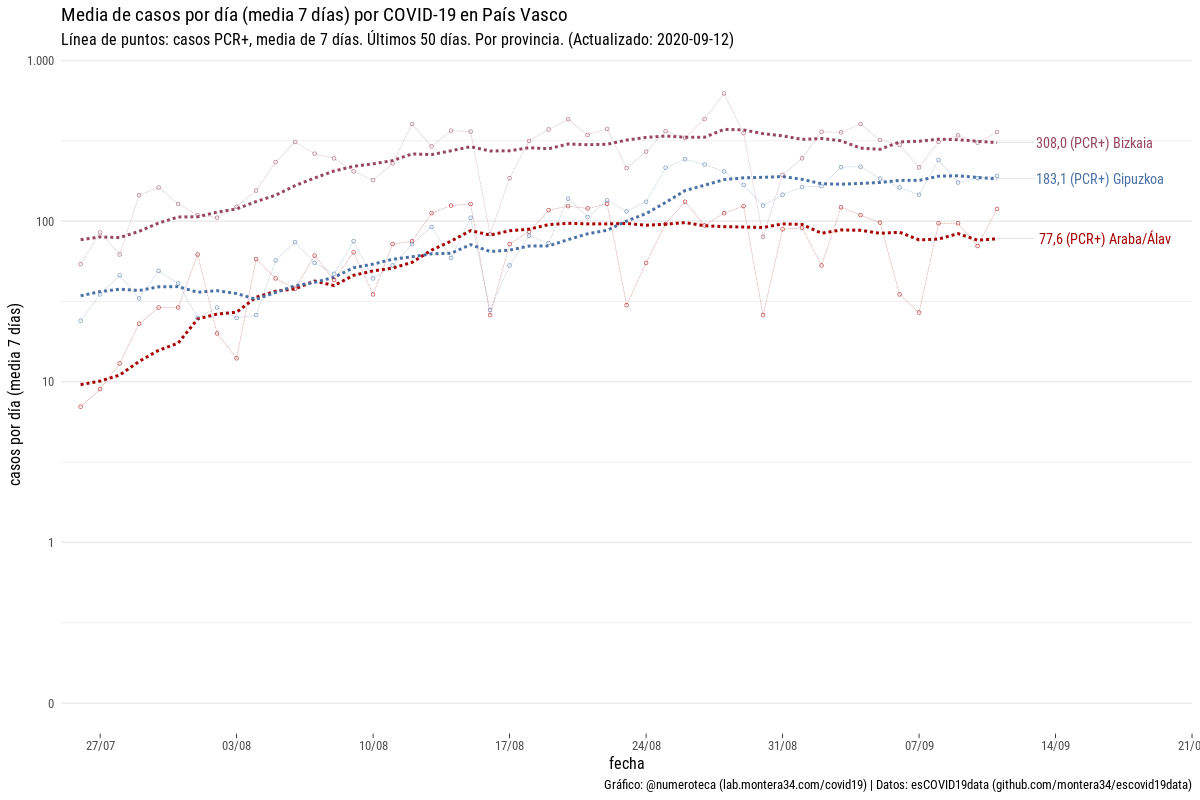 Media de casos por día (media 7 días) por COVID-19 en País Vasco
Línea de puntos: casos PCR+, media de 7 días. Últimos 50 días. Por provincia. (Actualizado: 2020-09-12)
1.000
100
10
1
0
casos por día (media 7 días)
308,0 (PCR+) Bizkaia
183,1 (PCR+) Gipuzkoa
77,6 (PCR+) Araba/Álav
27/07
03/08
10/08
17/08
24/08
31/08
07/09
14/09
21/0
fecha
Gráfico: @numeroteca (lab.montera34.com/covid19) | Datos: esCOVID19data (github.com/montera34/escovid19data)